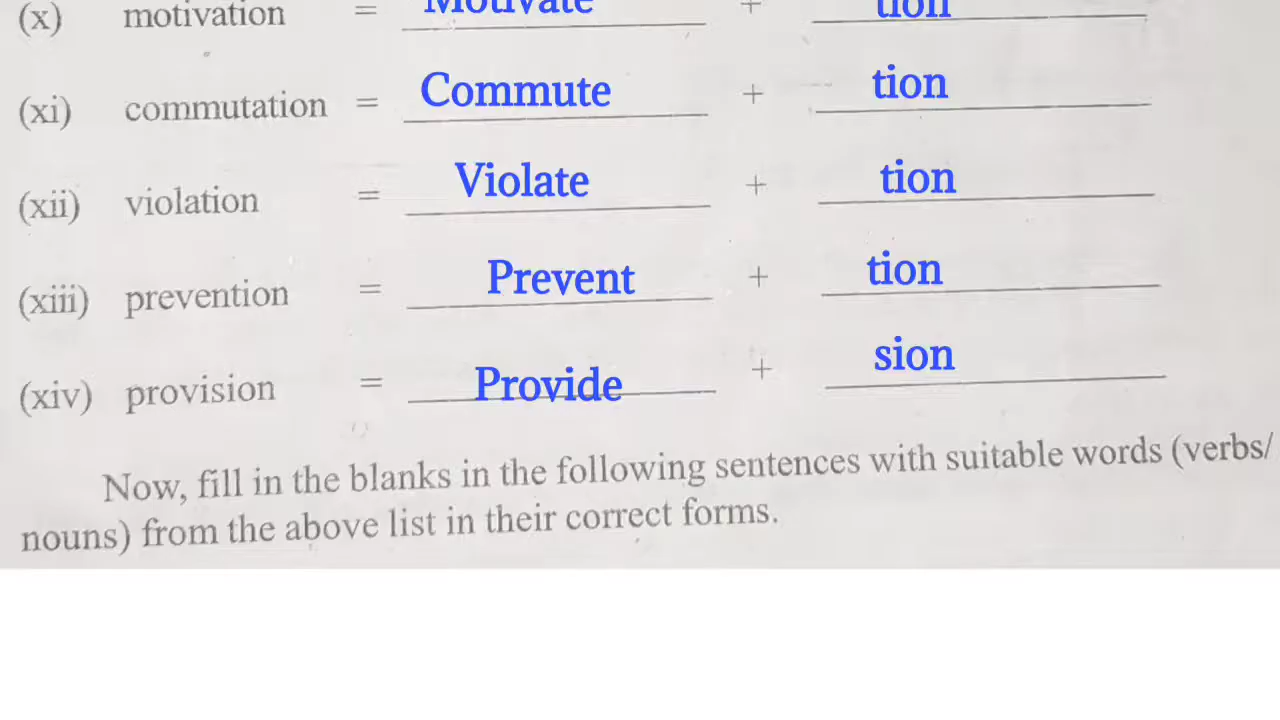 (x) motivation = Motivate + tion
(xi) commutation = Commute + tion
(xii) violation = Violate + tion
(xiii) prevention = Prevent + tion
(xiv) provision = Provide + sion
Now, fill in the blanks in the following sentences with suitable words (verbs/
nouns) from the above list in their correct forms.